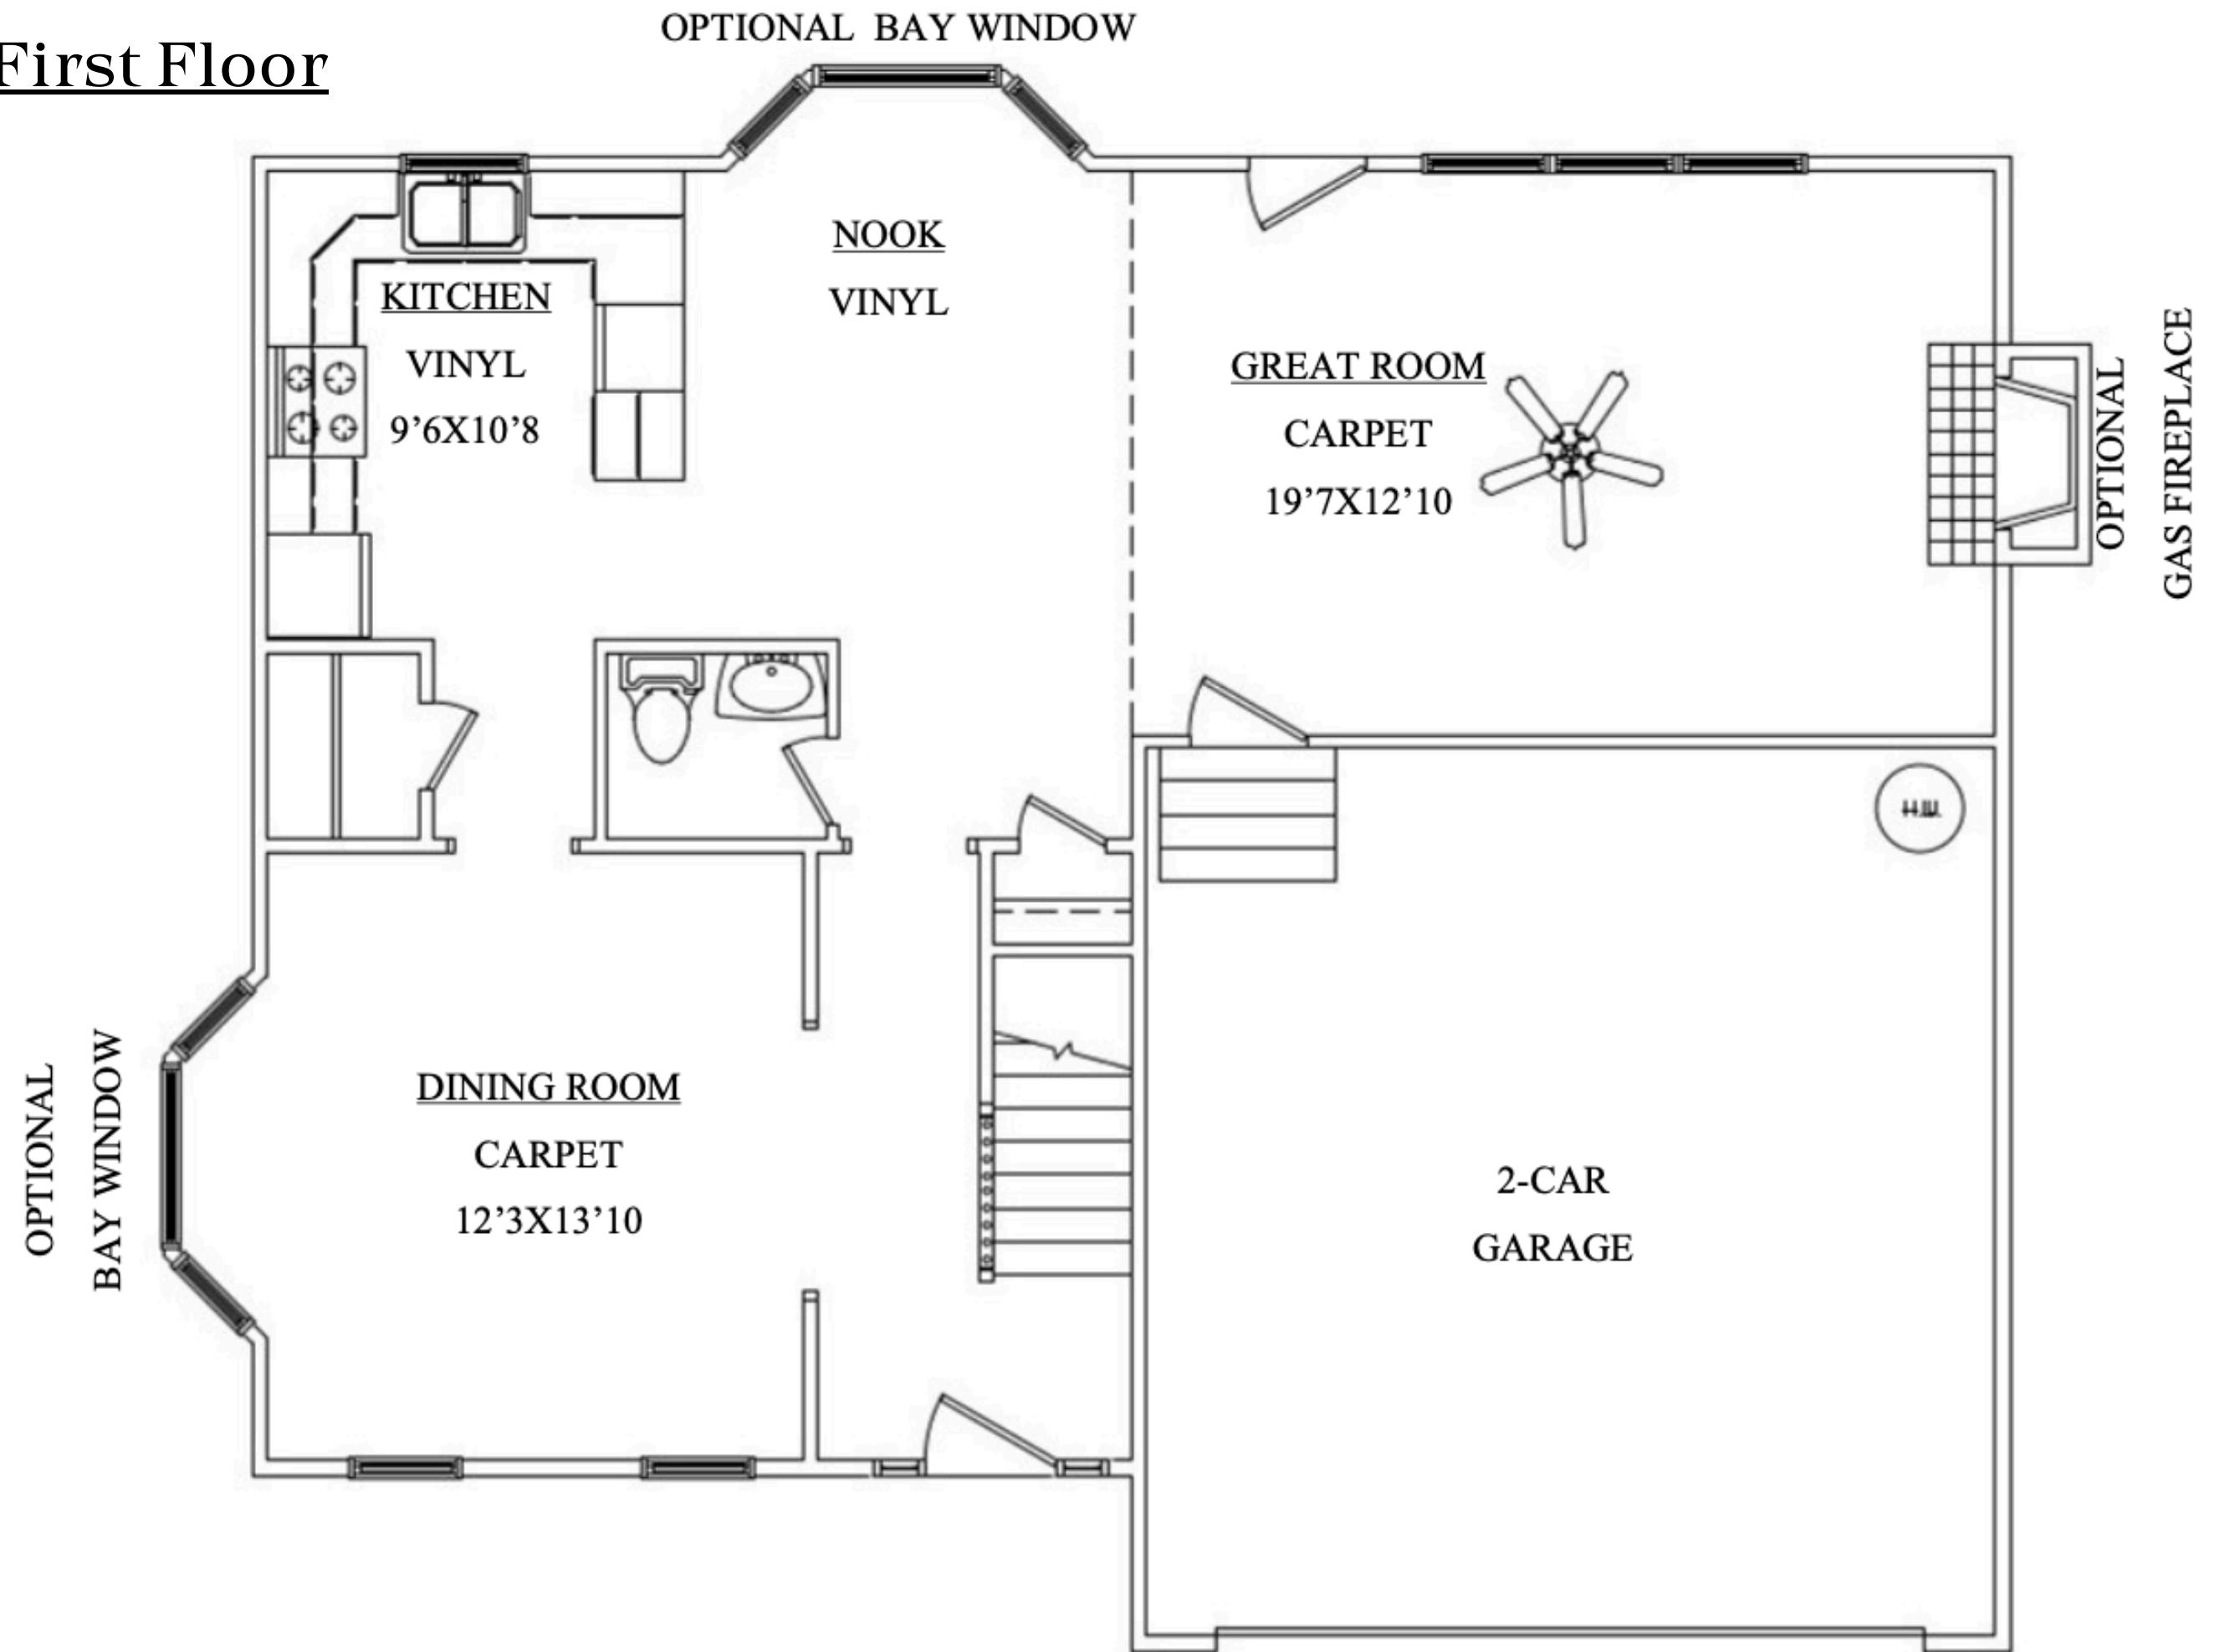 First Floor
OPTIONAL BAY WINDOW
NOOK
VINYL
KITCHEN
VINYL
9’6X10’8
GREAT ROOM
CARPET
19’7X12’10
OPTIONAL
GAS FIREPLACE
OPTIONAL
BAY WINDOW
DINING ROOM
CARPET
12’3X13’10
2-CAR
GARAGE